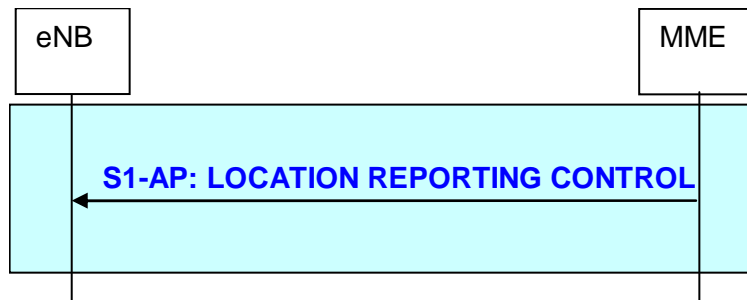 eNB
MME
S1-AP: LOCATION REPORTING CONTROL